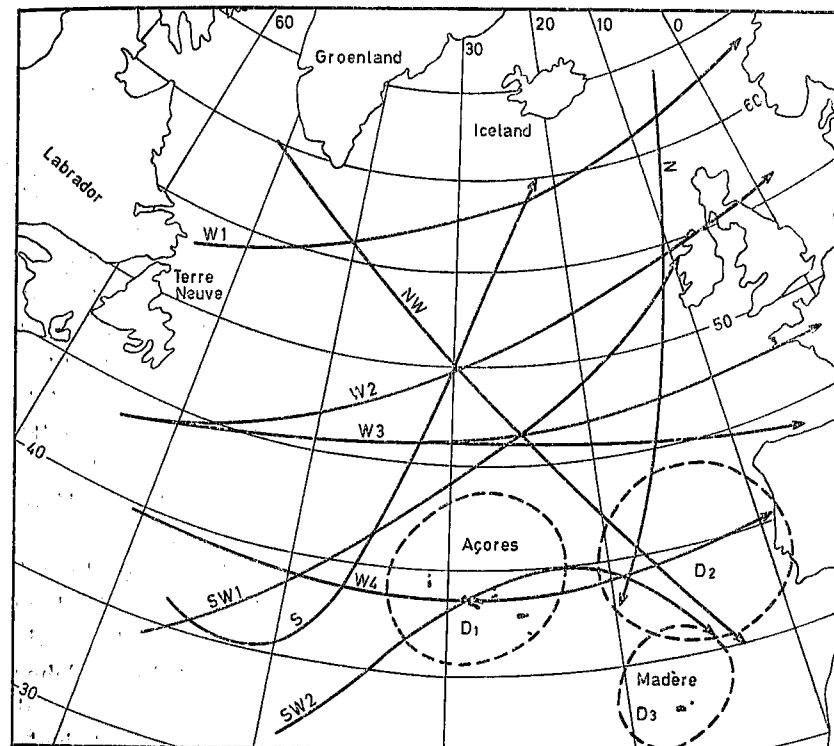 60
30
20
10
0
Groenland
Iceland
60
Labrador
N
W1
Terre
Neuve
NW
50
W2
W3
40
Açores
D2
W4
SW1
S
D1
30
SW2
Madère
D3